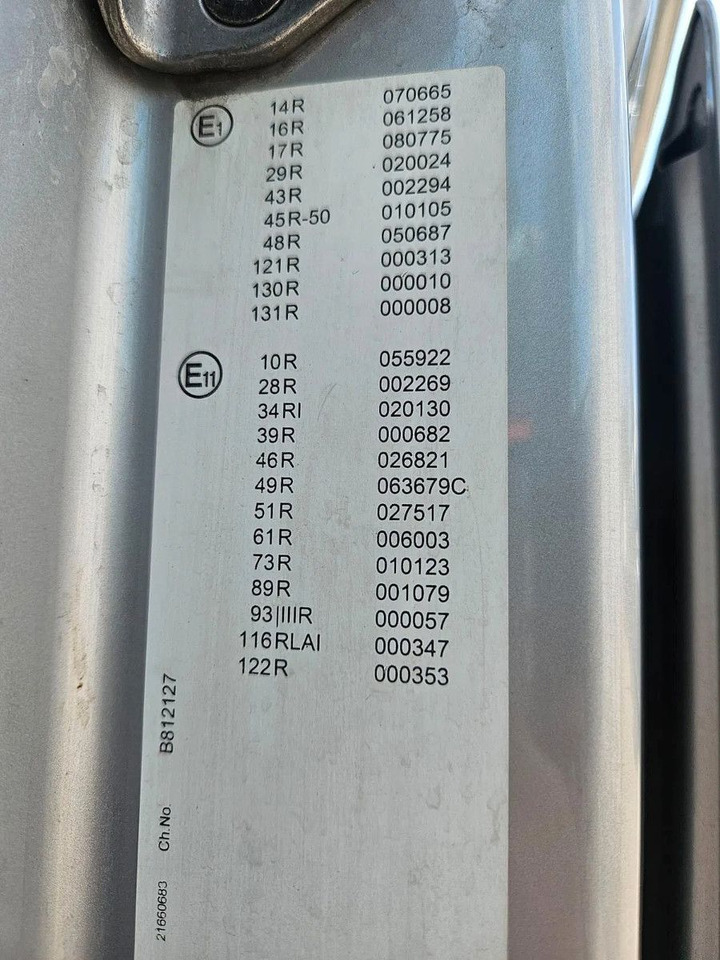 E1
14R 070665
16R 061258
17R 080775
29R 020024
43R 002294
45R-50 010105
48R 050687
121R 000313
130R 000010
131R 000008
E11
10R 055922
28R 002269
34RI 020130
39R 000682
46R 026821
49R 063679C
51R 027517
61R 006003
73R 010123
89R 001079
93|IIIR 000057
116RLAI 000347
122R 000353
21660683 Ch.No. B812127